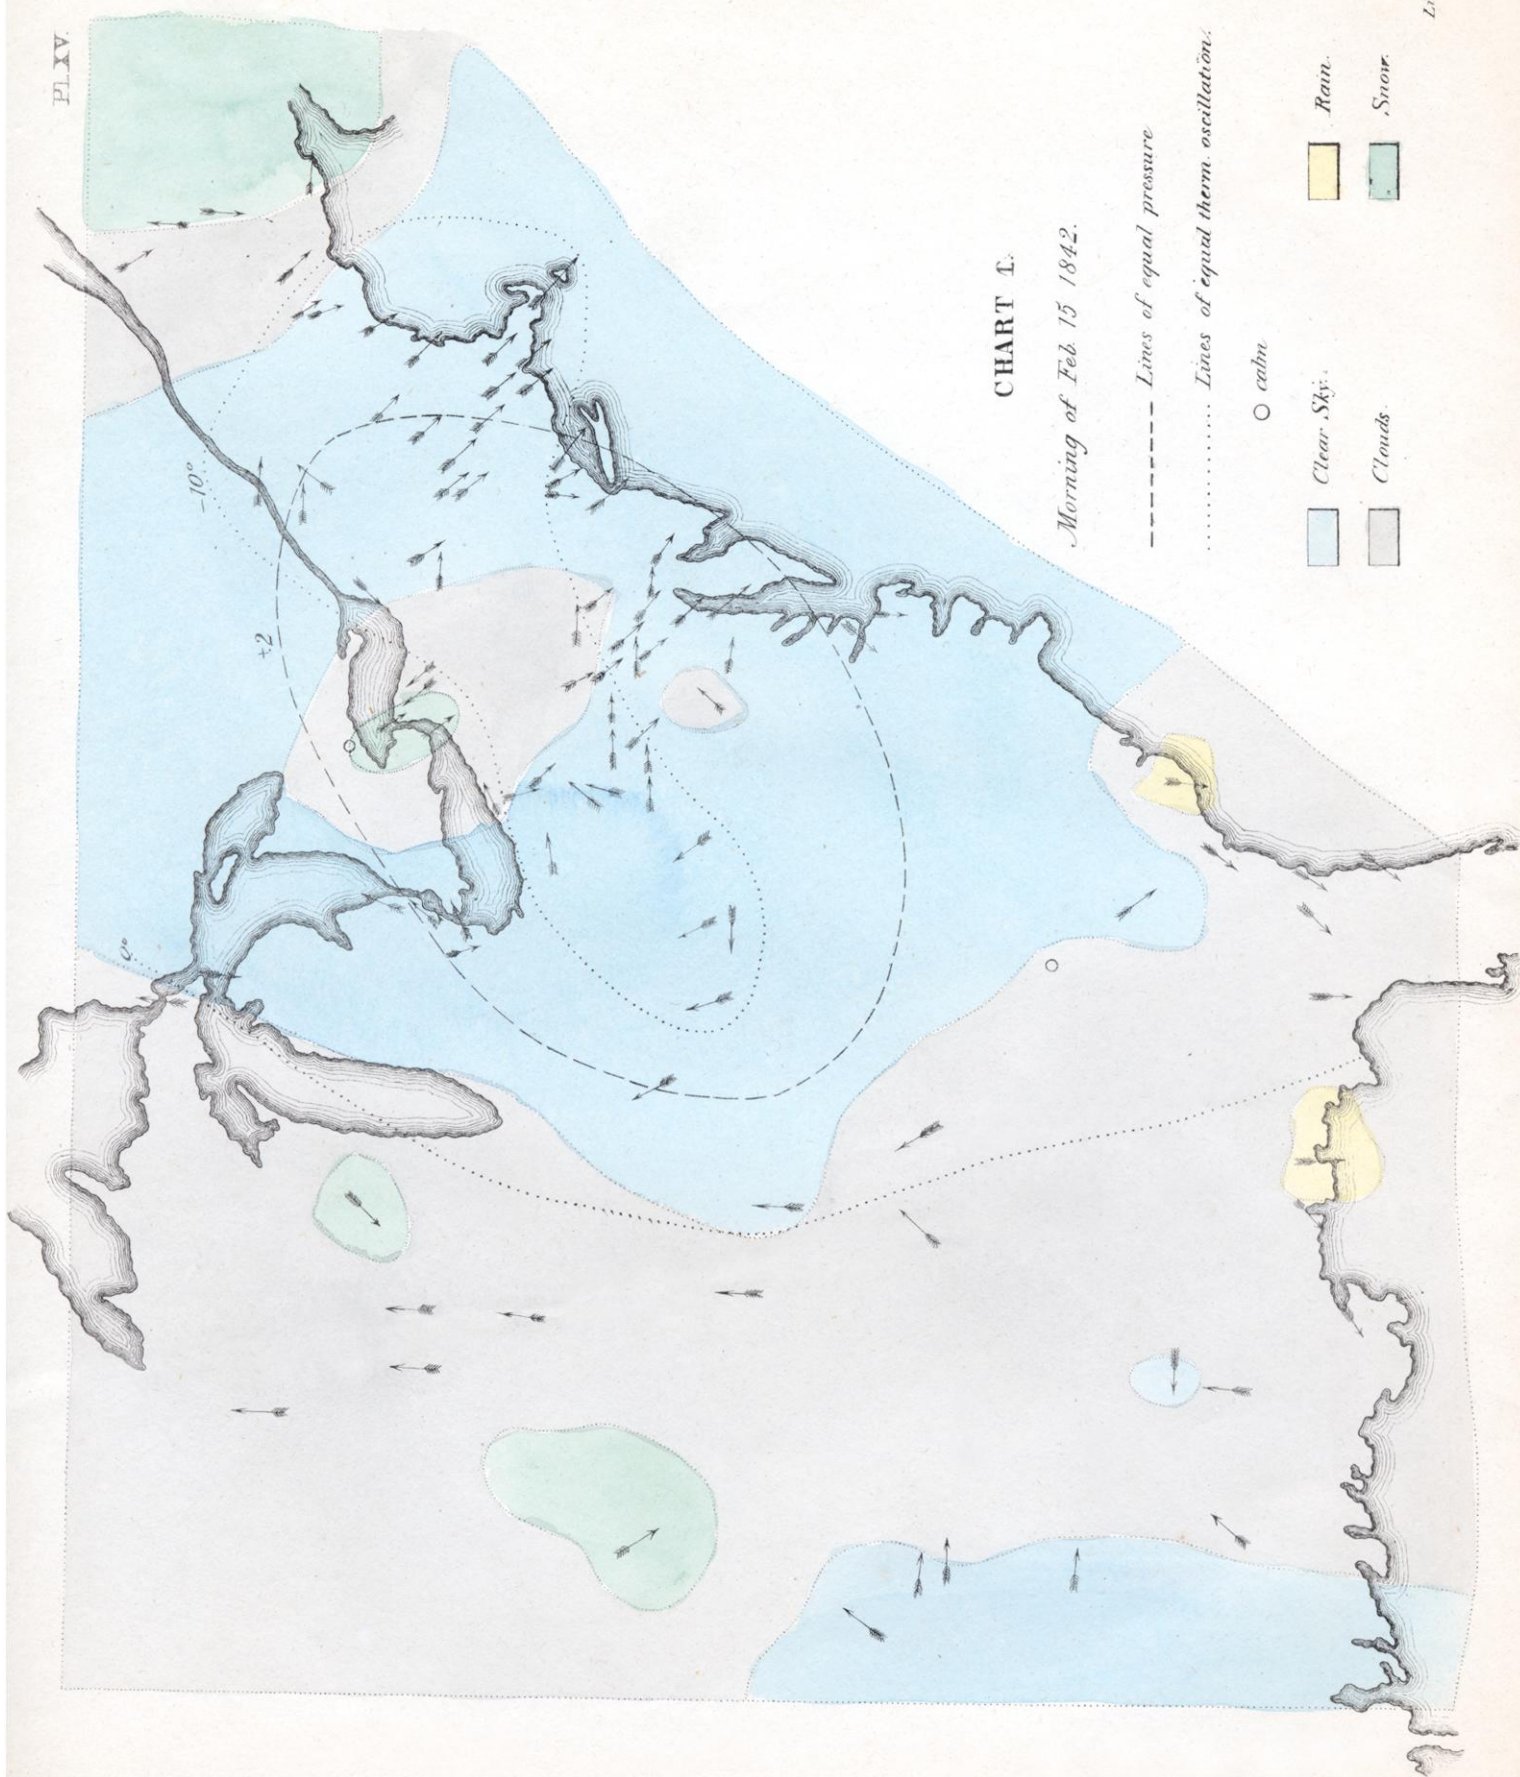 Pl. XV.
-10°
+2
0°
CHART 1.
Morning of Feb. 15 1842.
Lines of equal pressure
Lines of equal therm. oscillation.
calm
Clear Sky.
Rain.
Clouds.
Snow.